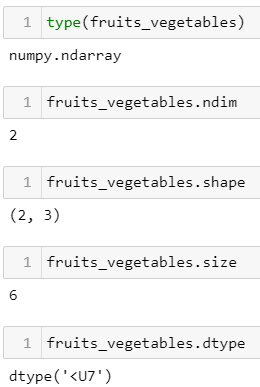 1 type(fruits_vegetables)
numpy.ndarray
1 fruits_vegetables.ndim
2
1 fruits_vegetables.shape
(2, 3)
1 fruits_vegetables.size
6
1 fruits_vegetables.dtype
dtype('<U7')